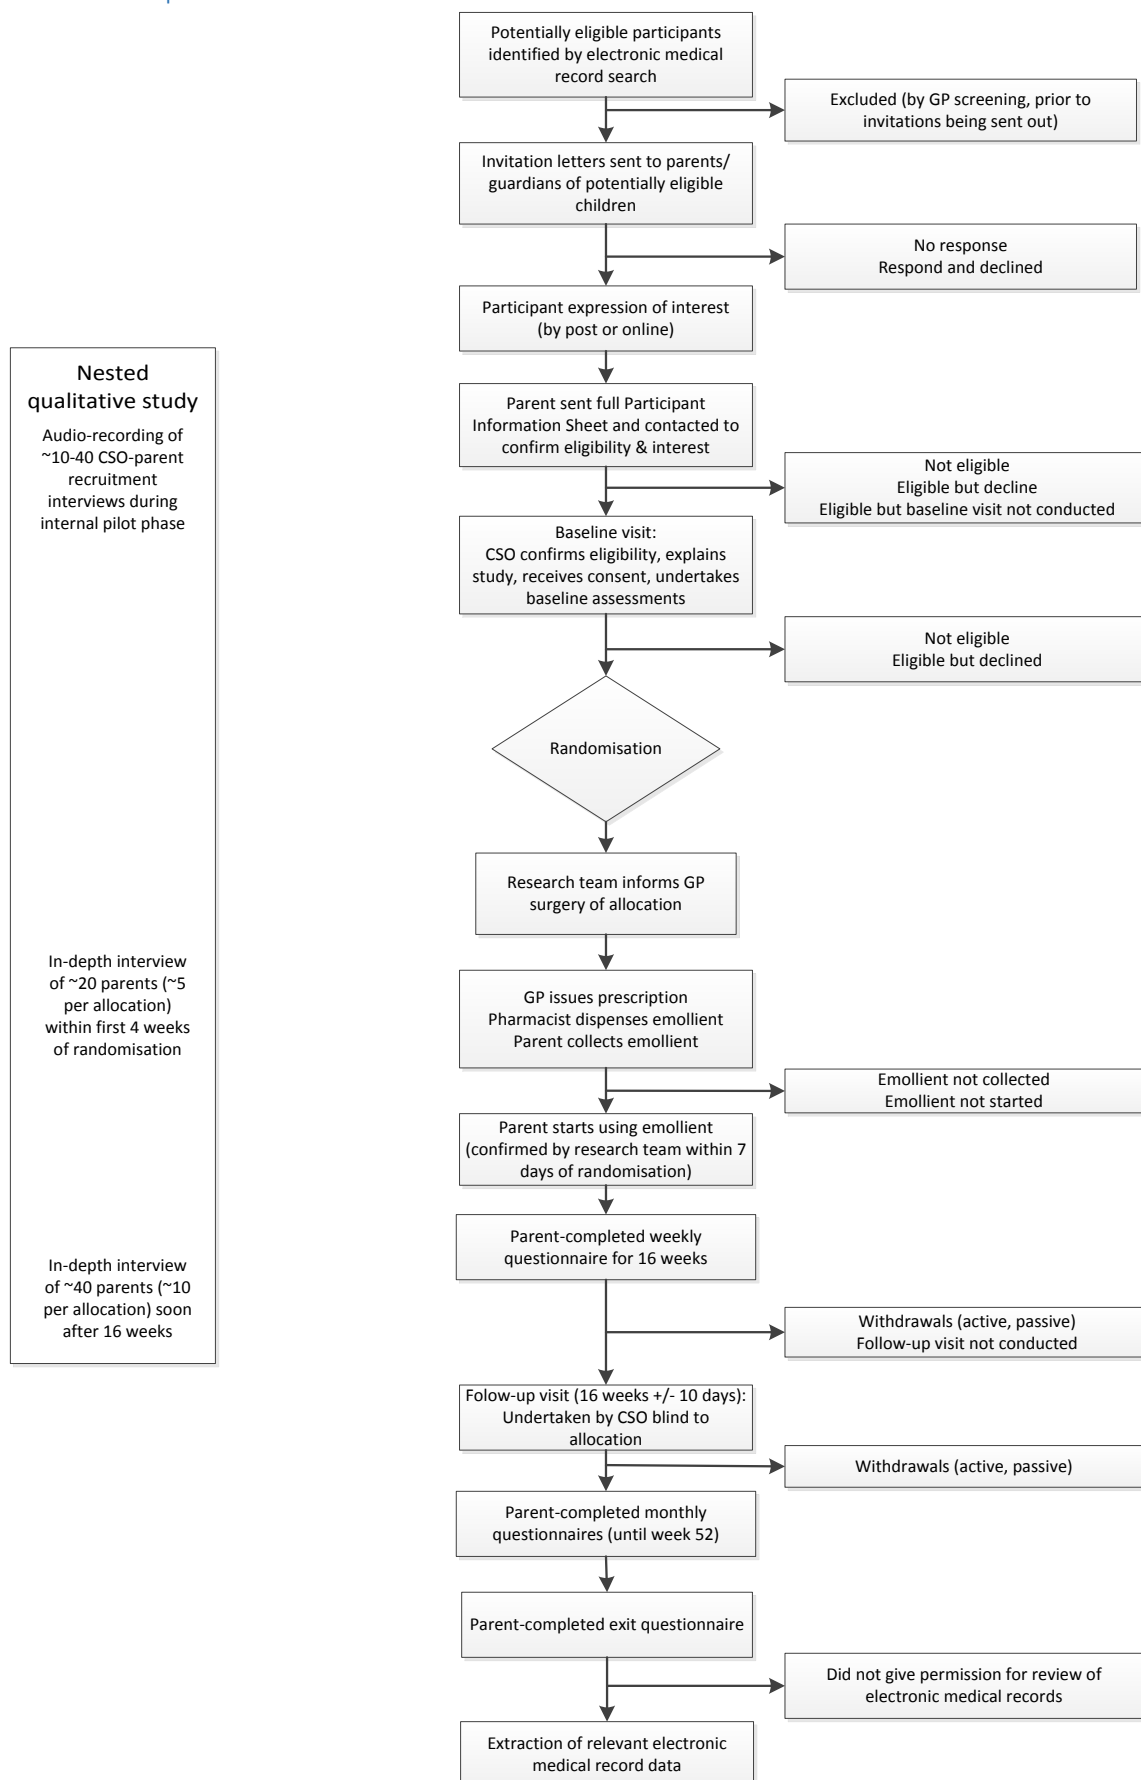 Potentially eligible participants
identified by electronic medical
record search
Excluded (by GP screening, prior to
invitations being sent out)
Invitation letters sent to parents/
guardians of potentially eligible
children
No response
Respond and declined
Participant expression of interest
(by post or online)
Nested
qualitative study
Audio-recording of
~10-40 CSO-parent
recruitment
interviews during
internal pilot phase
Parent sent full Participant
Information Sheet and contacted to
confirm eligibility & interest
Not eligible
Eligible but decline
Eligible but baseline visit not conducted
Baseline visit:
CSO confirms eligibility, explains
study, receives consent, undertakes
baseline assessments
Not eligible
Eligible but declined
Randomisation
Research team informs GP
surgery of allocation
In-depth interview
of ~20 parents (~5
per allocation)
within first 4 weeks
of randomisation
GP issues prescription
Pharmacist dispenses emollient
Parent collects emollient
Emollient not collected
Emollient not started
Parent starts using emollient
(confirmed by research team within 7
days of randomisation)
Parent-completed weekly
questionnaire for 16 weeks
In-depth interview
of ~40 parents (~10
per allocation) soon
after 16 weeks
Withdrawals (active, passive)
Follow-up visit not conducted
Folow-up visit (16 weeks +/- 10 days):
Undertaken by CSO blind to
allocation
Withdrawals (active, passive)
Parent-completed monthly
questionnaires (until week 52)
Parent-completed exit questionnaire
Did not give permission for review of
electronic medical records
Extraction of relevant electronic
medical record data